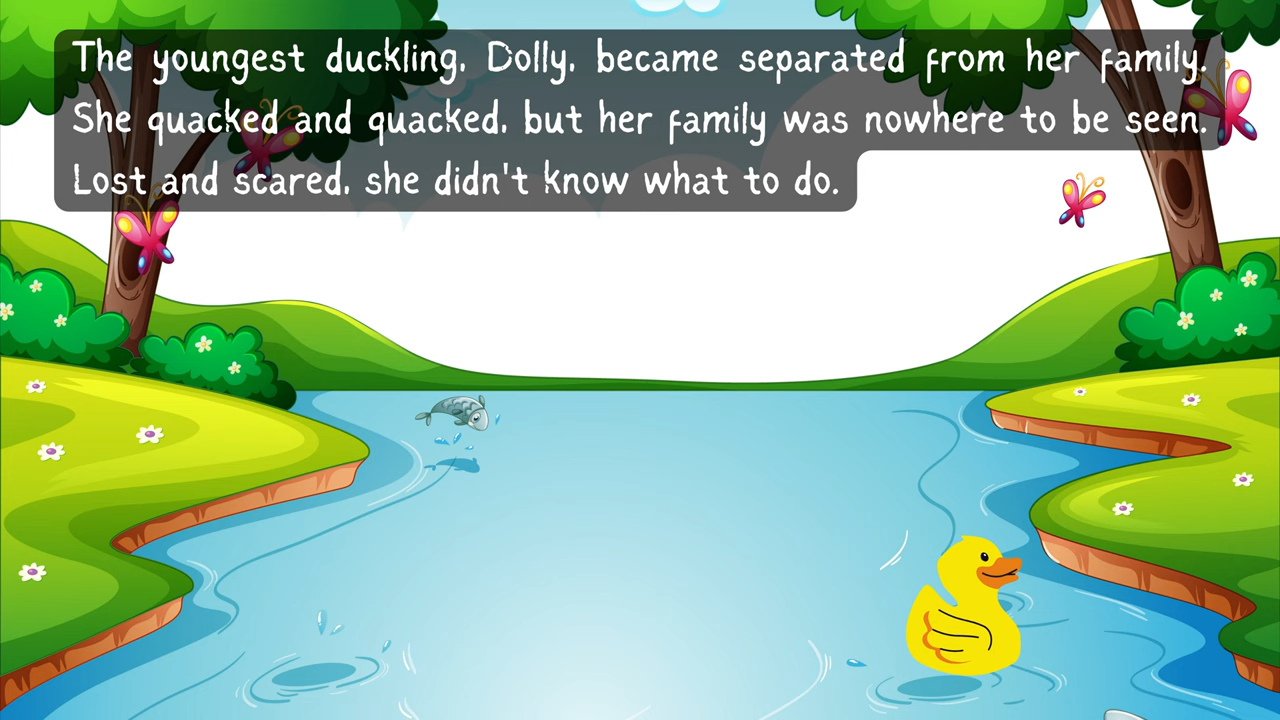 The youngest duckling, Dolly, became separated from her family.
She quacked and quacked, but her family was nowhere to be seen.
Lost and scared, she didn't know what to do.